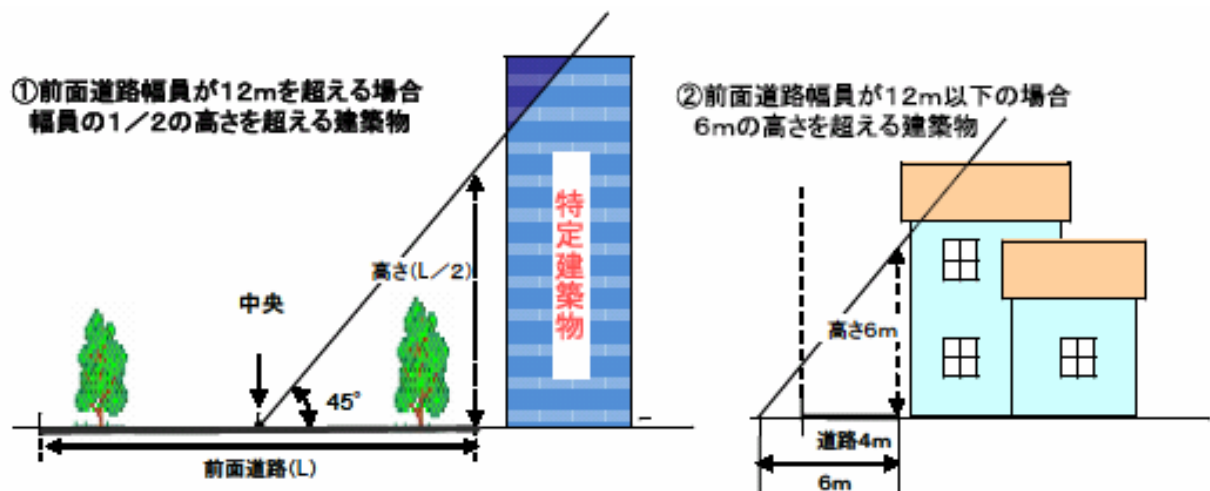 ①前面道路幅員が12mを超える場合
幅員の1/2の高さを超える建築物
②前面道路幅員が12m以下の場合
6mの高さを超える建築物
特定建築物
高さ(L/2)
中央
45°
前面道路(L)
高さ6m
道路4m
6m